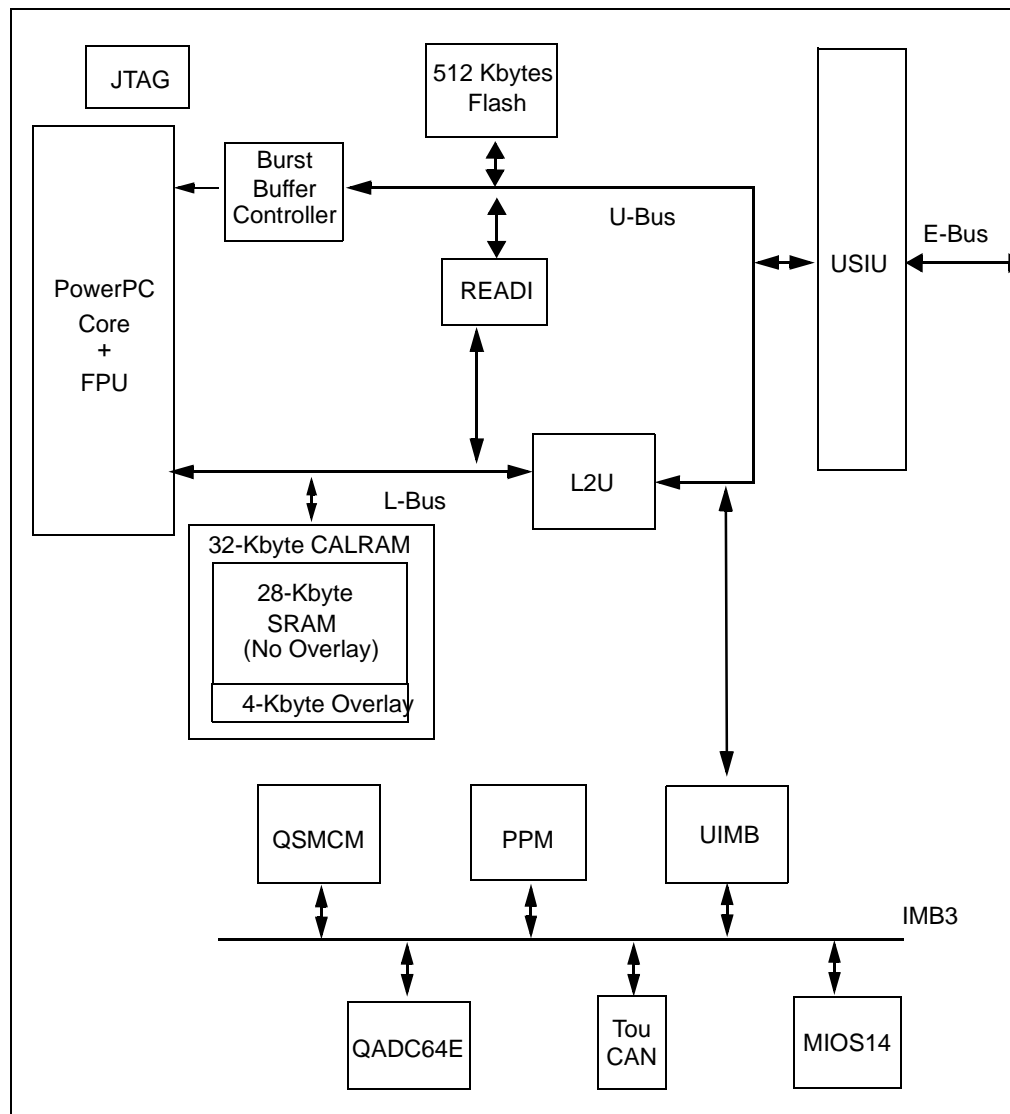 JTAG
512 Kbytes
Flash
Burst
Buffer
Controller
U-Bus
E-Bus
USIU
READI
PowerPC
Core
+
FPU
L2U
L-Bus
32-Kbyte CALRAM
28-Kbyte
SRAM
(No Overlay)
4-Kbyte Overlay
QSMCM
PPM
UIMB
IMB3
QADC64E
Tou
CAN
MIOS14